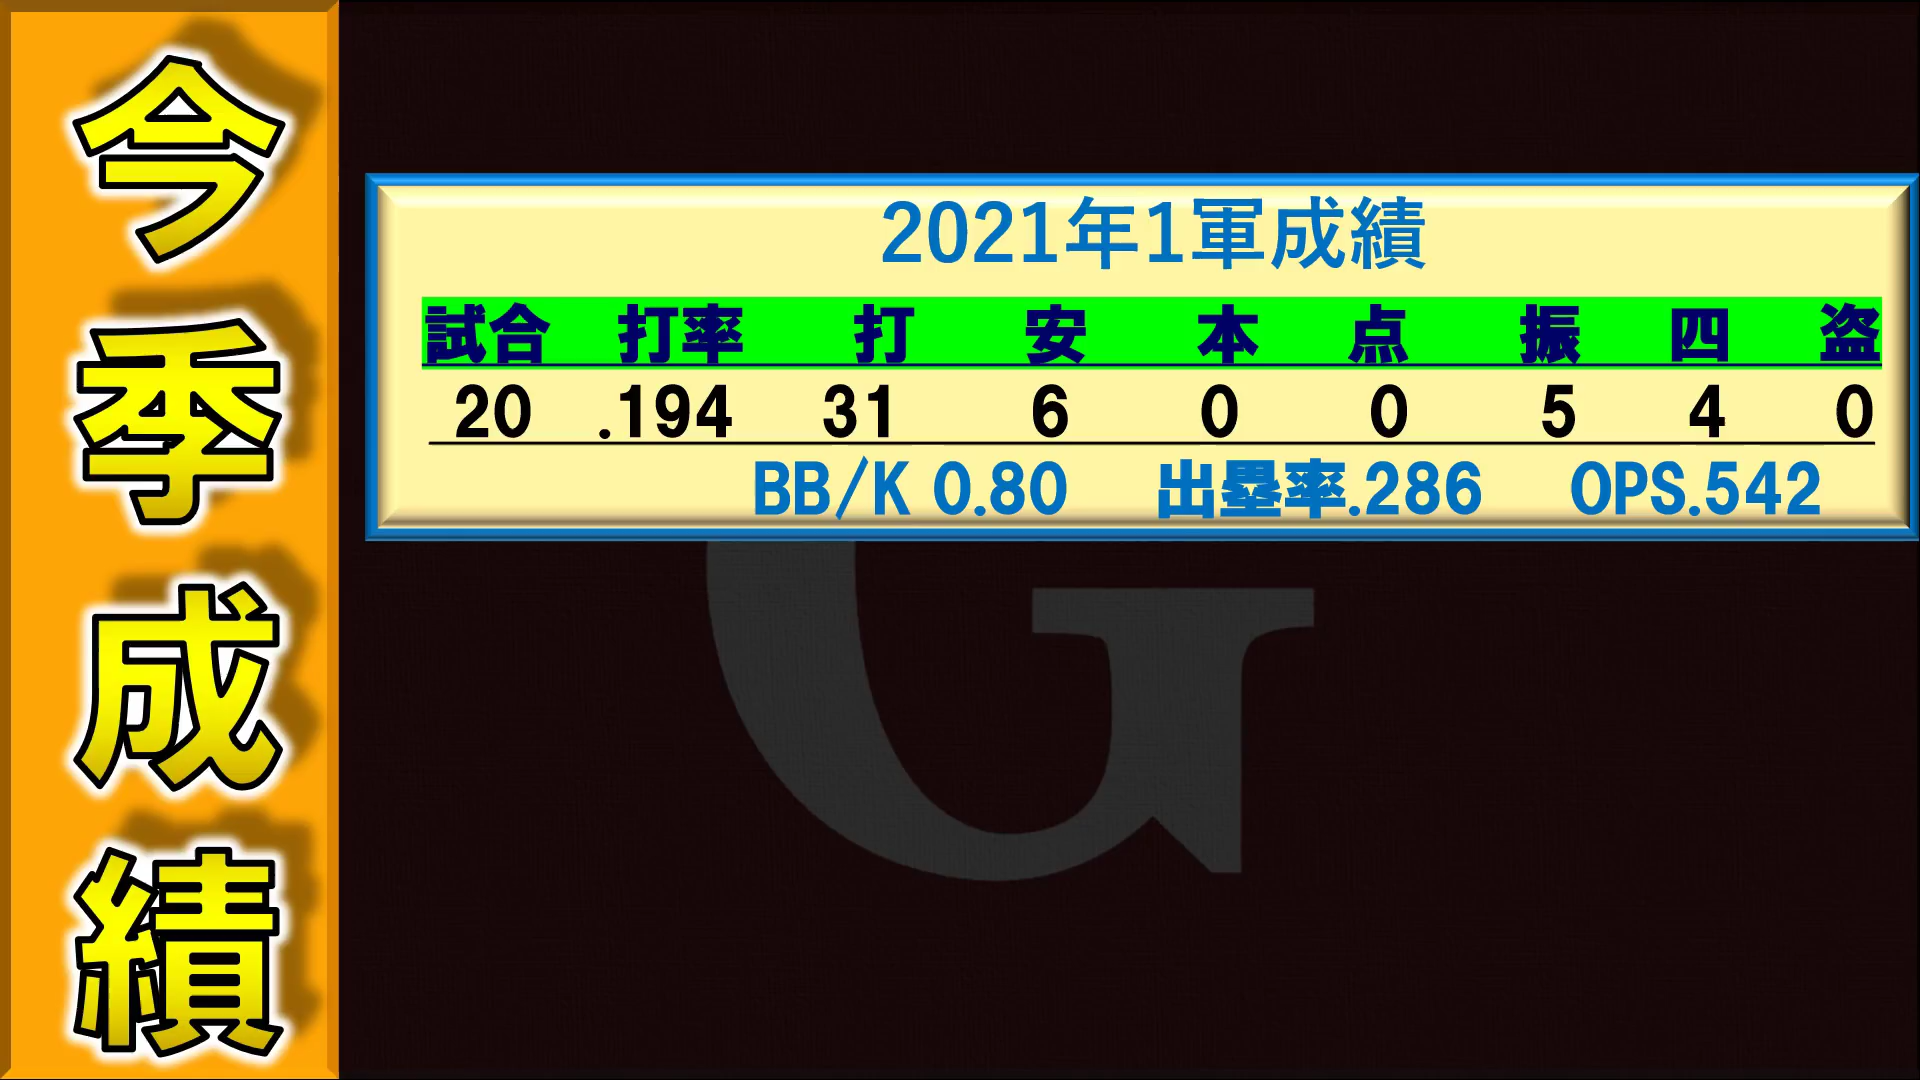 今季成績
2021年1軍成績
試合 打率 打 安 本 点 振 四 盗
20 .194 31 6 0 0 5 4 0
BB/K 0.80 出塁率.286 OPS.542
G